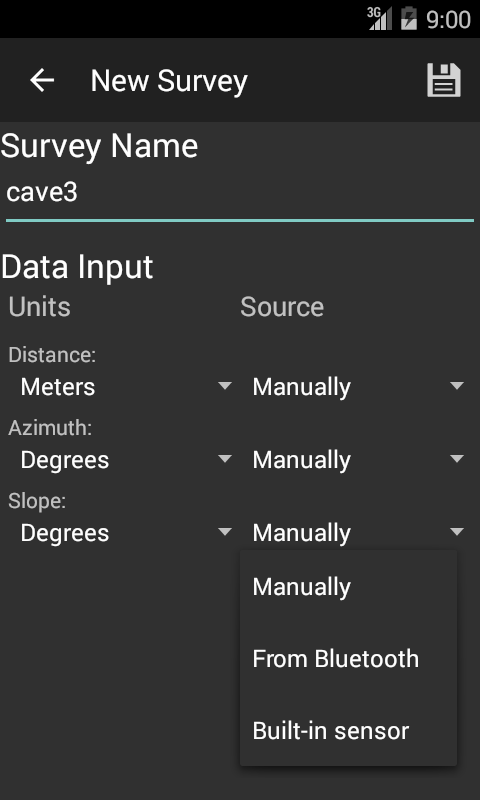 3G 9:00
New Survey
Survey Name
cave3
Data Input
Units Source
Distance:
Meters Manually
Azimuth:
Degrees Manually
Slope:
Degrees Manually
Manually
From Bluetooth
Built-in sensor